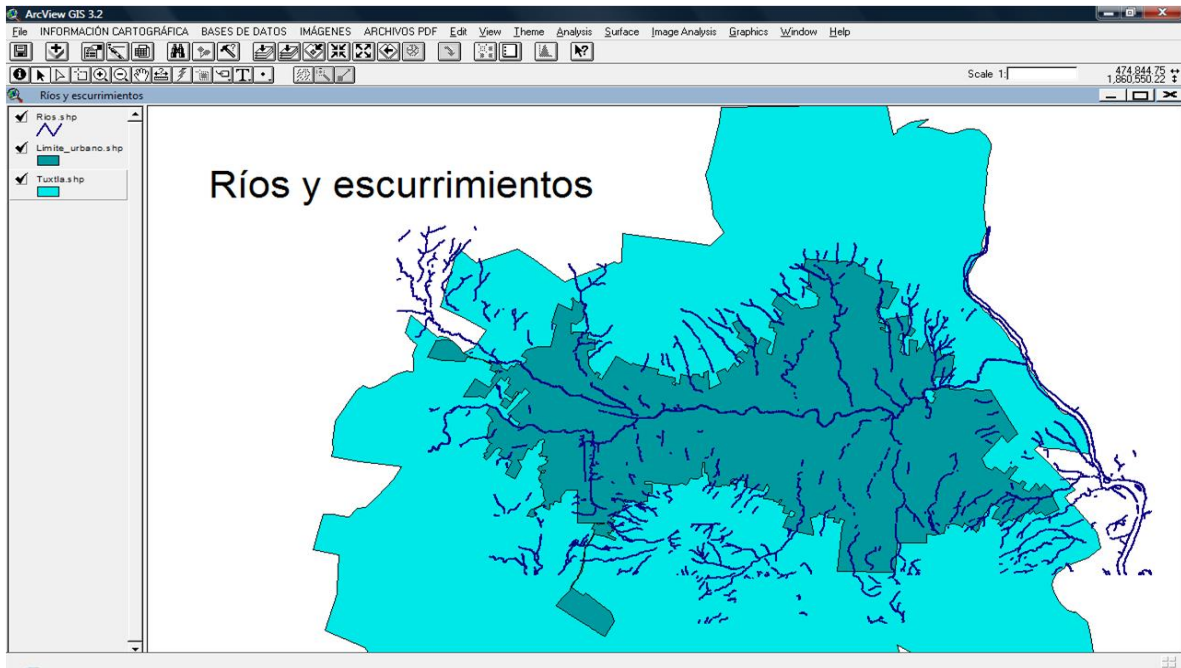 ArcView GIS 3.2
File INFORMACIÓN CARTOGRÁFICA BASES DE DATOS IMÁGENES ARCHIVOS PDF Edit View Theme Analysis Surface Image Analysis Graphics Window Help
Scale 1:
474,844.75
1,860,550.22
Ríos y escurrimientos
Rios.shp
Limite_urbano.shp
Tuxtla.shp
Ríos y escurrimientos